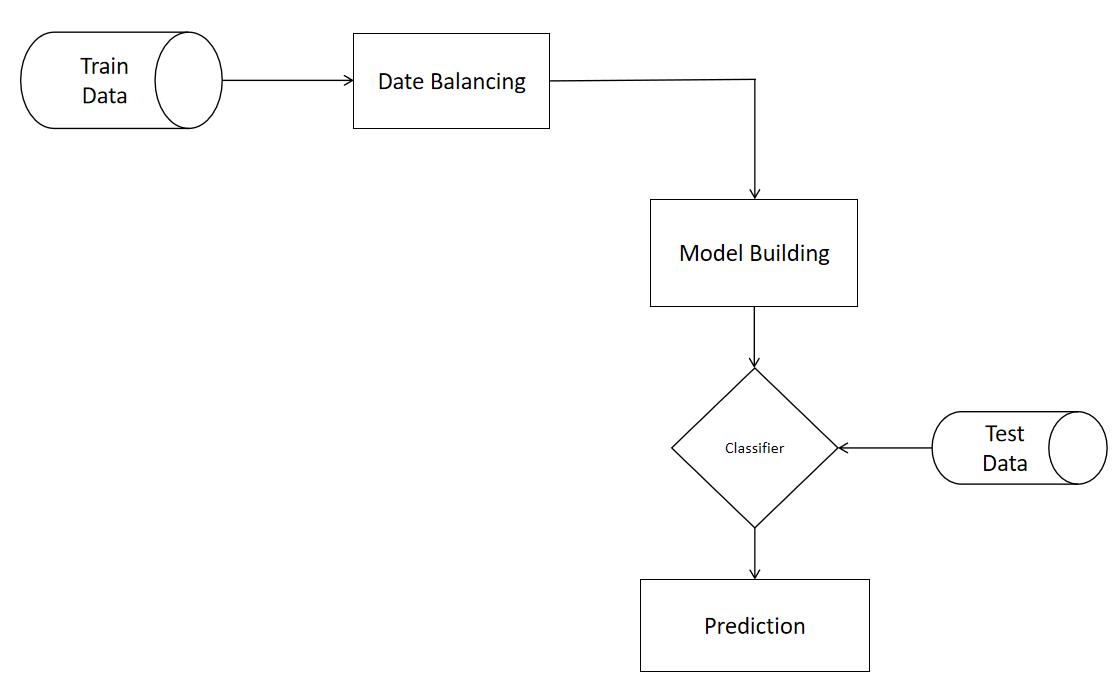 Train
Data
Date Balancing
Model Building
Classifier
Test
Data
Prediction